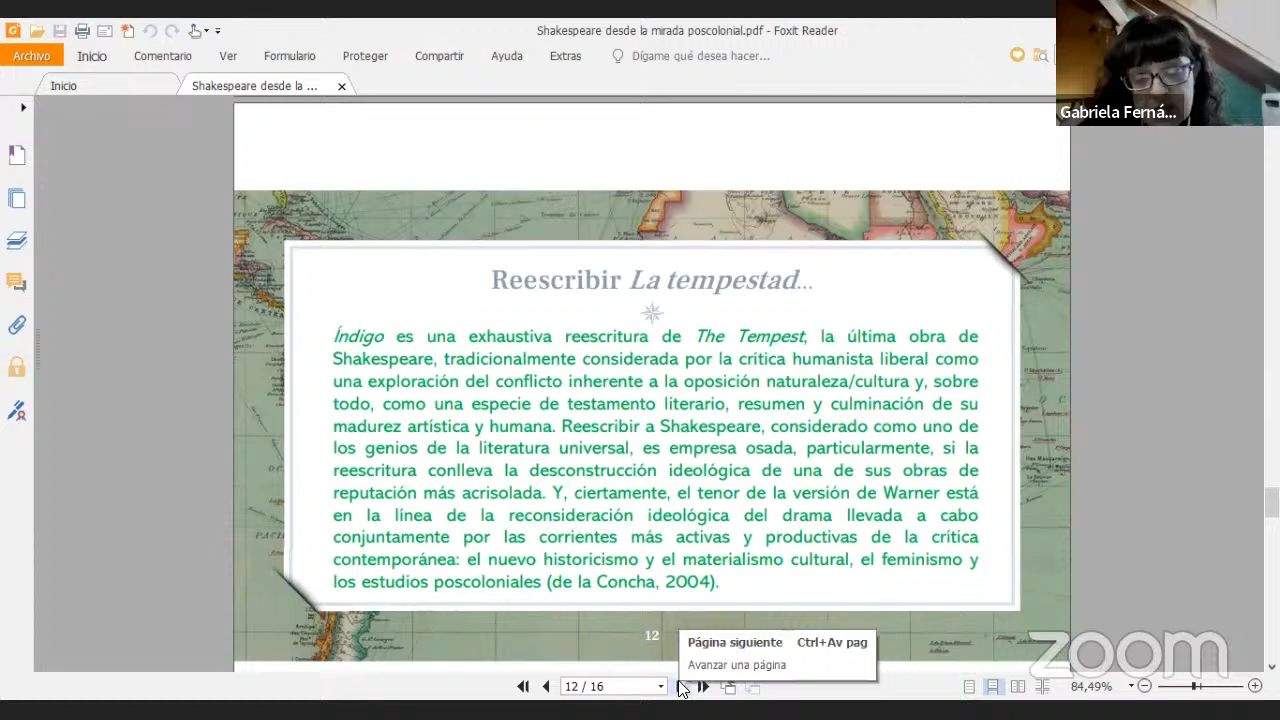 Shakespeare desde la mirada poscolonial.pdf - Foxit Reader
Archivo Inicio Comentario Ver Formulario Proteger Compartir Ayuda Extras Dígame qué desea hacer...
Inicio Shakespeare desde la ...
Gabriela Ferná...
Reescribir La tempestad...
Índigo es una exhaustiva reescritura de The Tempest, la última obra de
Shakespeare, tradicionalmente considerada por la crítica humanista liberal como
una exploración del conflicto inherente a la oposición naturaleza/cultura y, sobre
todo, como una especie de testamento literario, resumen y culminación de su
madurez artística y humana. Reescribir a Shakespeare, considerado como uno de
los genios de la literatura universal, es empresa osada, particularmente, si la
reescritura conlleva la desconstrucción ideológica de una de sus obras de
reputación más acrisolada. Y, ciertamente, el tenor de la versión de Warner está
en la línea de la reconsideración ideológica del drama llevada a cabo
conjuntamente por las corrientes más activas y productivas de la crítica
contemporánea: el nuevo historicismo y el materialismo cultural, el feminismo y
los estudios poscoloniales (de la Concha, 2004).
12
Página siguiente Ctrl+Av pag
Avanzar una página
zoom
12 / 16
84,49%